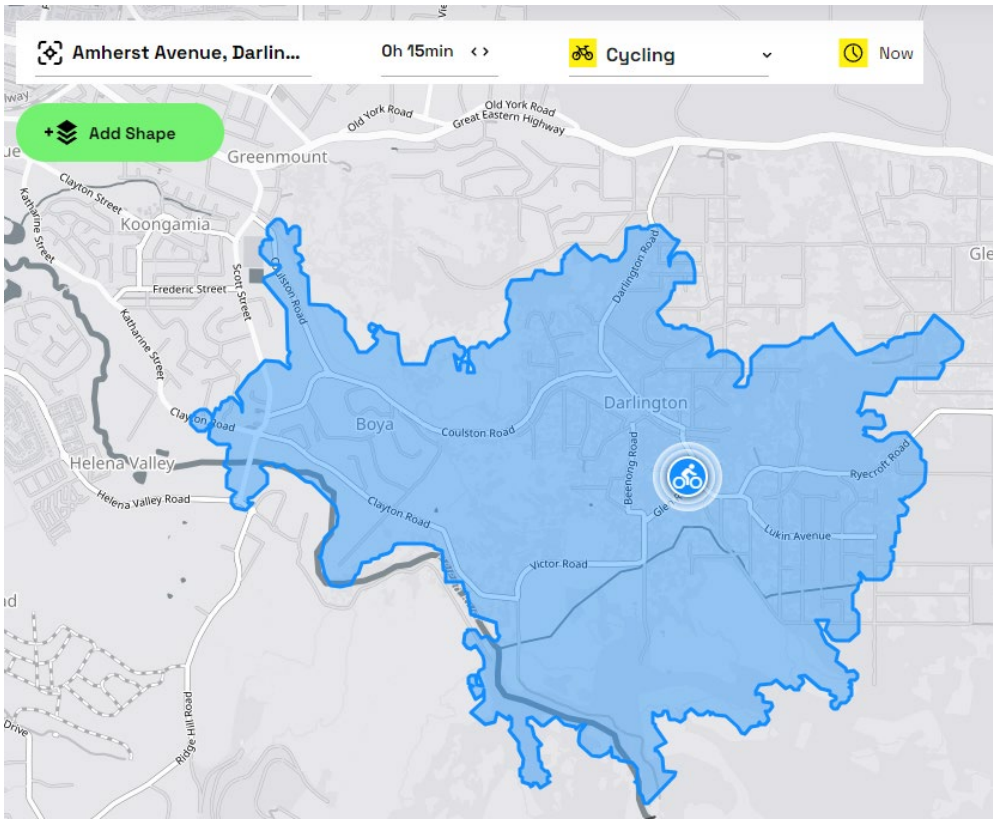 Amherst Avenue, Darlin...
0h 15min
Cycling
Now
Add Shape
Old York Road
Old York Road
Great Eastern Highway
Greenmount
Clayton Street
Katharine Street
Koongamia
Scott Street
Frederic Street
Coulston Road
Darlington Road
Gle
Katharine Street
Clayton Road
Boya
Coulston Road
Darlington
Beenong Road
Helena Valley
Helena Valley Road
Ryecroft Road
Clayton Road
Lukin Avenue
Victor Road
Ridge Hill Road
Drive